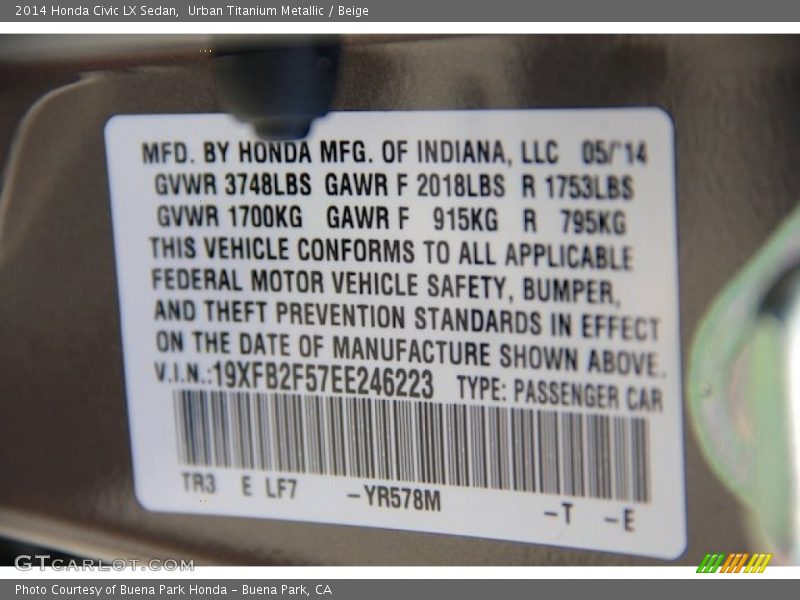 2014 Honda Civic LX Sedan, Urban Titanium Metallic / Beige
MFD. BY HONDA MFG. OF INDIANA, LLC 05/'14
GVWR 3748LBS GAWR F 2018LBS R 1753LBS
GVWR 1700KG GAWR F 915KG R 795KG
THIS VEHICLE CONFORMS TO ALL APPLICABLE
FEDERAL MOTOR VEHICLE SAFETY, BUMPER,
AND THEFT PREVENTION STANDARDS IN EFFECT
ON THE DATE OF MANUFACTURE SHOWN ABOVE.
V.I.N.:19XFB2F57EE246223 TYPE: PASSENGER CAR
TR3 E LF7 -YR578M -T -E
GTCARLOT.COM
Photo Courtesy of Buena Park Honda - Buena Park, CA